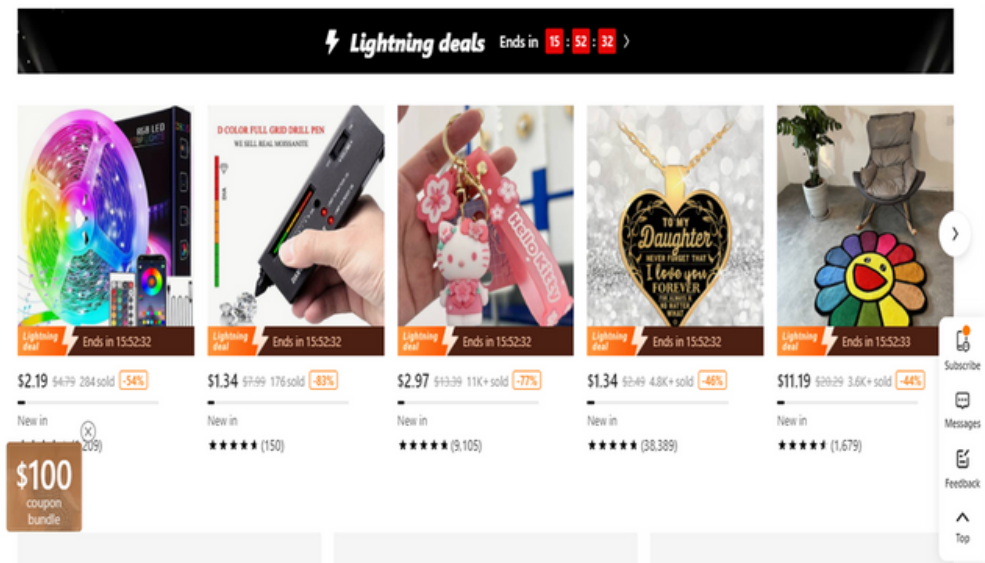 Lightning deals Ends in 15 : 52 : 32
RGB LED
D COLOR FULL GRID DRILL PEN
WE SELL REAL MOISSANITE
Hello Kitty
TO MY
Daughter
NEVER FORGET THAT
I love you
FOREVER
FOR ALWAYS &
NO MATTER
WHAT
Lightning deal Ends in 15:52:32
Lightning deal Ends in 15:52:32
Lightning deal Ends in 15:52:32
Lightning deal Ends in 15:52:32
Lightning deal Ends in 15:52:33
$2.19 $4.79 284 sold -54%
$1.34 $7.99 176 sold -83%
$2.97 $13.39 11K+ sold -77%
$1.34 $2.49 4.8K+ sold -46%
$11.19 $20.29 3.6K+ sold -44%
New in
New in
New in
New in
New in
209)
(150)
(9,105)
(38,389)
(1,679)
$100
coupon
bundle
Subscribe
Messages
Feedback
Top